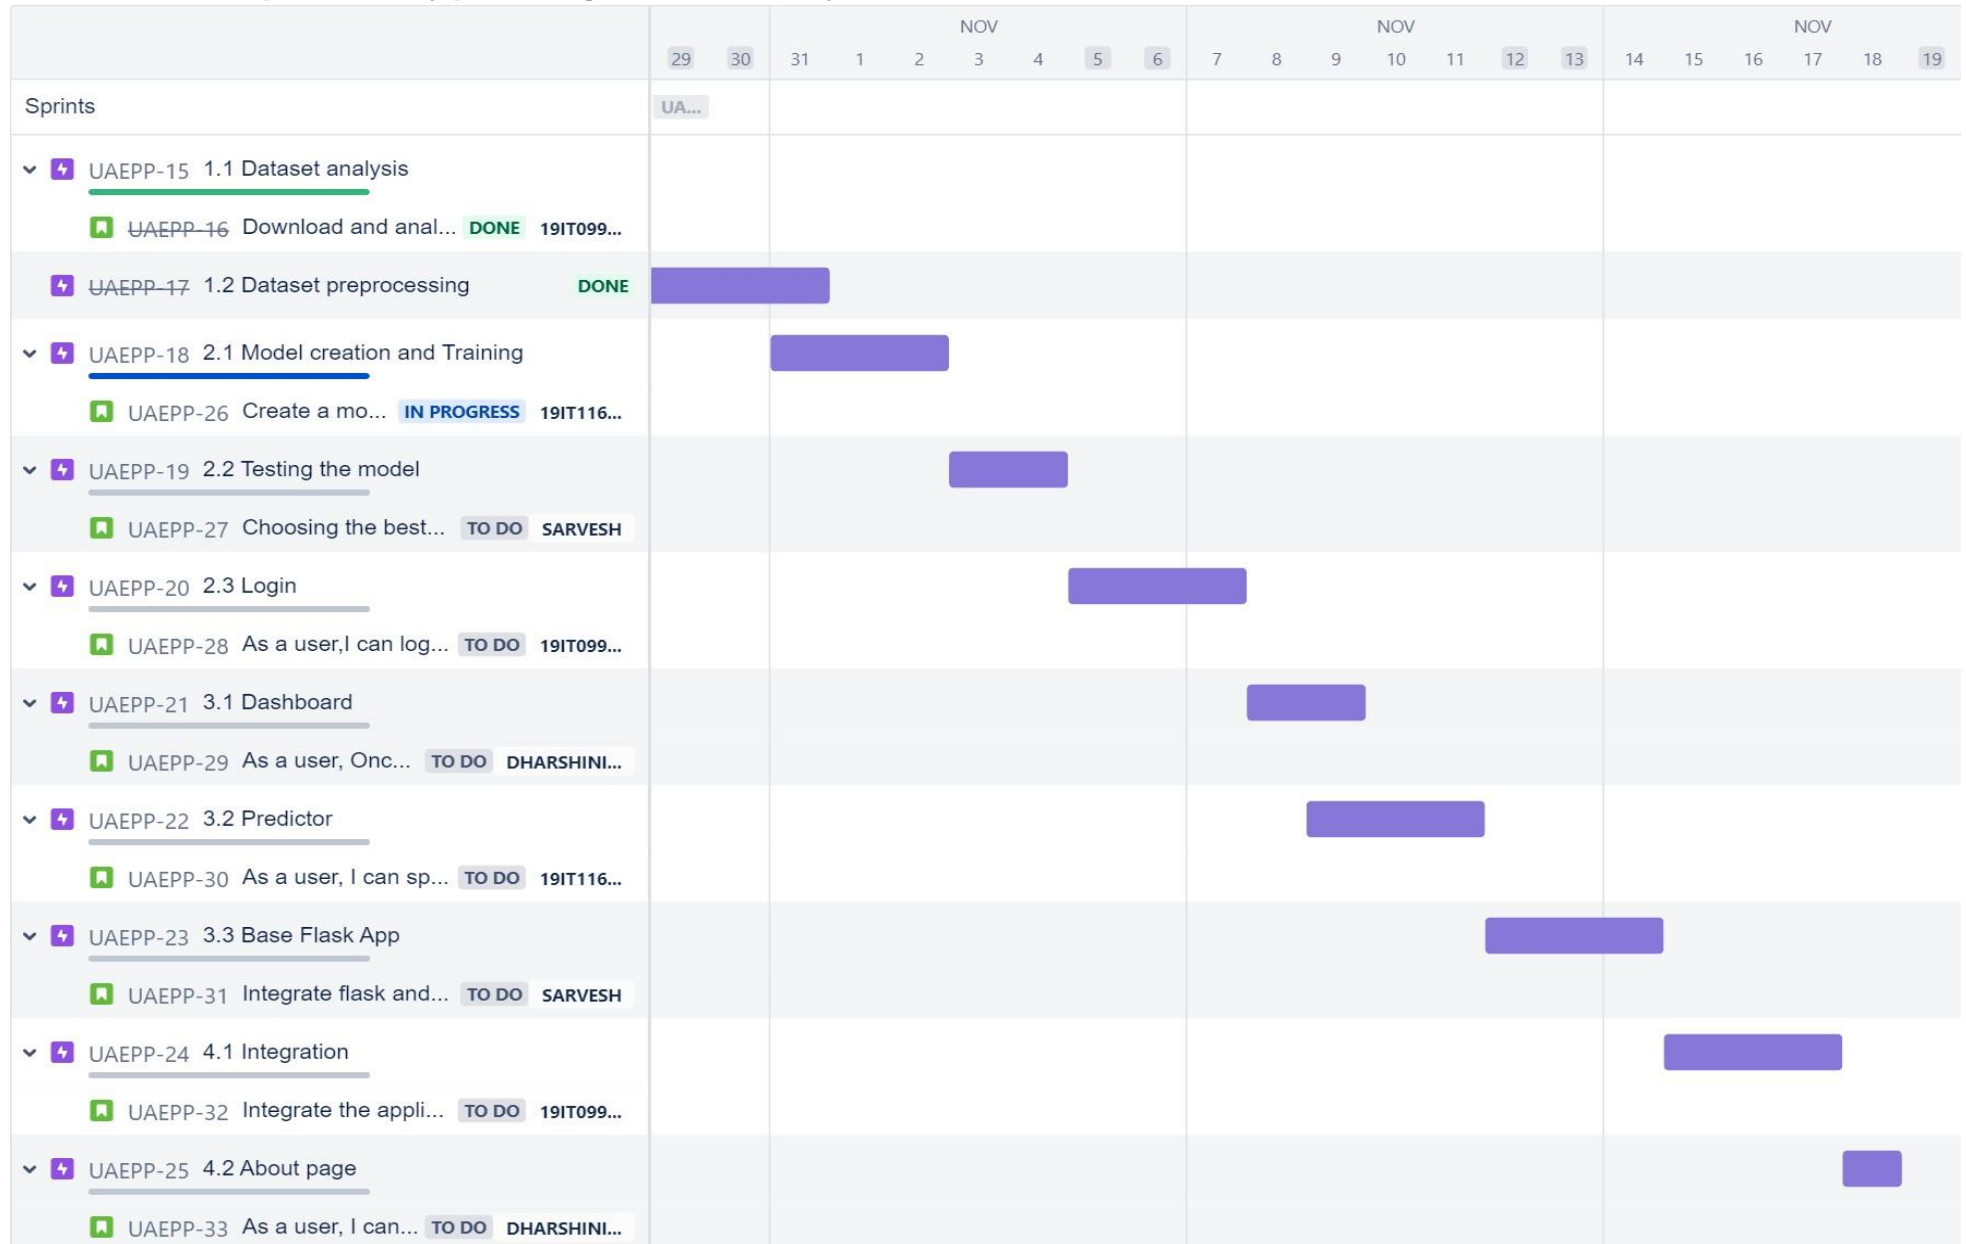 NOV NOV NOV
29 30 31 1 2 3 4 5 6 7 8 9 10 11 12 13 14 15 16 17 18 19
Sprints UA...
UAEPP-15 1.1 Dataset analysis
UAEPP-16 Download and anal... DONE 19IT099...
UAEPP-17 1.2 Dataset preprocessing DONE
UAEPP-18 2.1 Model creation and Training
UAEPP-26 Create a mo... IN PROGRESS 19IT116...
UAEPP-19 2.2 Testing the model
UAEPP-27 Choosing the best... TO DO SARVESH
UAEPP-20 2.3 Login
UAEPP-28 As a user,I can log... TO DO 19IT099...
UAEPP-21 3.1 Dashboard
UAEPP-29 As a user, Onc... TO DO DHARSHINI...
UAEPP-22 3.2 Predictor
UAEPP-30 As a user, I can sp... TO DO 19IT116...
UAEPP-23 3.3 Base Flask App
UAEPP-31 Integrate flask and... TO DO SARVESH
UAEPP-24 4.1 Integration
UAEPP-32 Integrate the appli... TO DO 19IT099...
UAEPP-25 4.2 About page
UAEPP-33 As a user, I can... TO DO DHARSHINI...